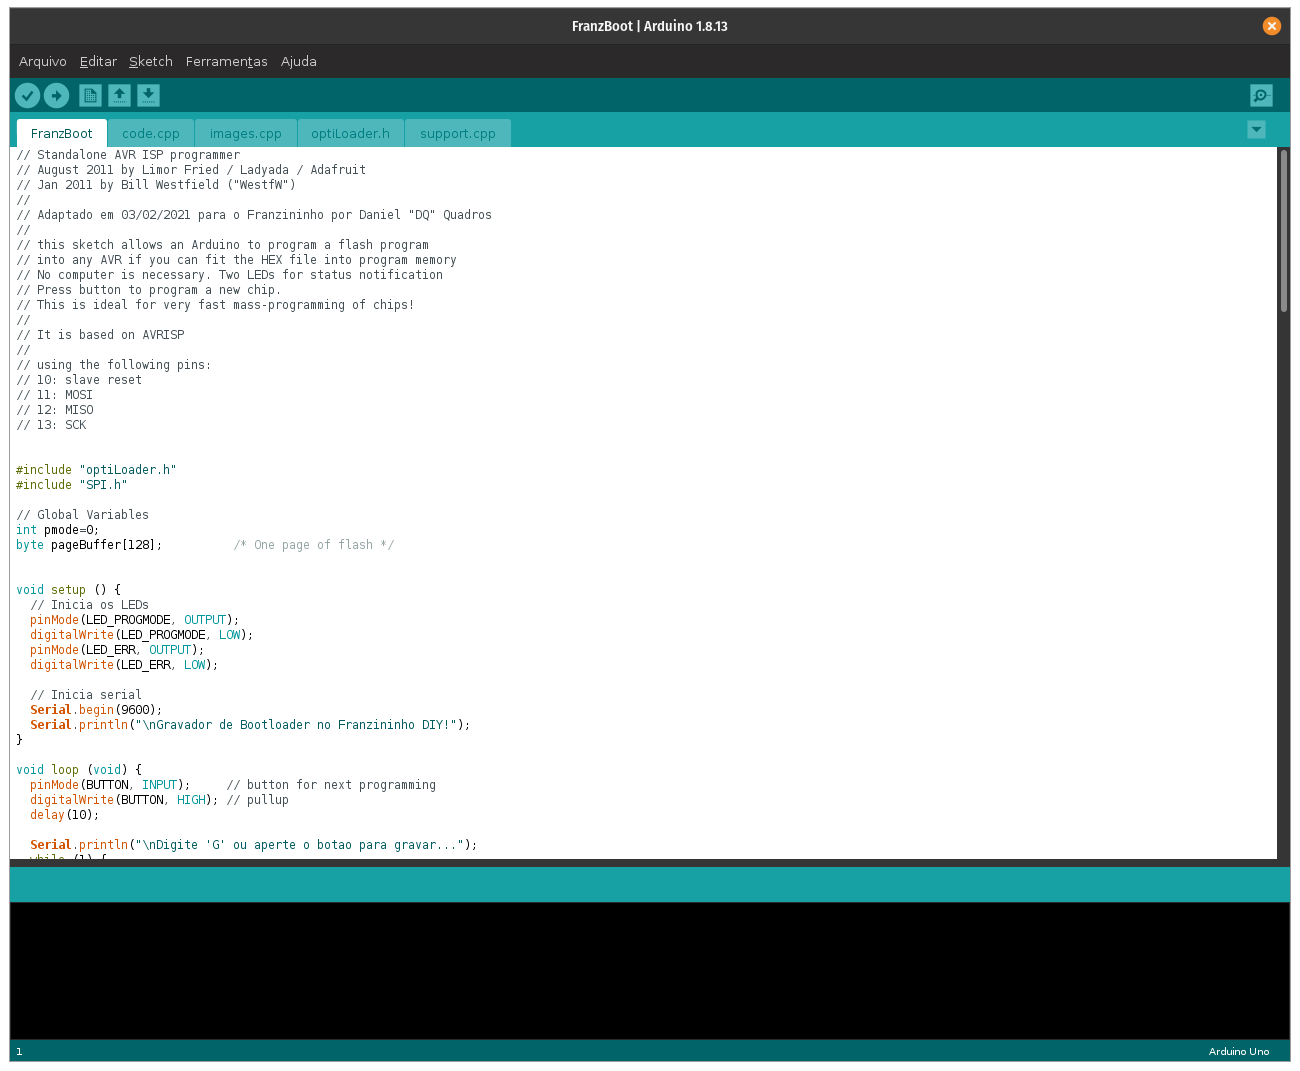 FranzBoot | Arduino 1.8.13
Arquivo Editar Sketch Ferramentas Ajuda
FranzBoot code.cpp images.cpp optiLoader.h support.cpp
// Standalone AVR ISP programmer
// August 2011 by Limor Fried / Ladyada / Adafruit
// Jan 2011 by Bill Westfield ("WestfW")
//
// Adaptado em 03/02/2021 para o Franzininho por Daniel "DQ" Quadros
//
// this sketch allows an Arduino to program a flash program
// into any AVR if you can fit the HEX file into program memory
// No computer is necessary. Two LEDs for status notification
// Press button to program a new chip.
// This is ideal for very fast mass-programming of chips!
//
// It is based on AVRISP
//
// using the following pins:
// 10: slave reset
// 11: MOSI
// 12: MISO
// 13: SCK
#include "optiLoader.h"
#include "SPI.h"
// Global Variables
int pmode=0;
byte pageBuffer[128];          /* One page of flash */
void setup () {
  // Inicia os LEDs
  pinMode(LED_PROGMODE, OUTPUT);
  digitalWrite(LED_PROGMODE, LOW);
  pinMode(LED_ERR, OUTPUT);
  digitalWrite(LED_ERR, LOW);
  // Inicia serial
  Serial.begin(9600);
  Serial.println("\nGravador de Bootloader no Franzininho DIY!");
}
void loop (void) {
  pinMode(BUTTON, INPUT);     // button for next programming
  digitalWrite(BUTTON, HIGH); // pullup
  delay(10);
  Serial.println("\nDigite 'G' ou aperte o botao para gravar...");
  while (1) {
1
Arduino Uno